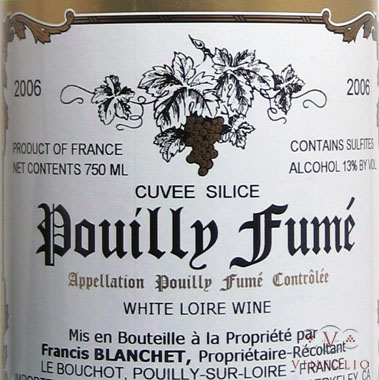 2006 2006
PRODUCT OF FRANCE CONTAINS SULFITES
NET CONTENTS 750 ML ALCOHOL 13% BY VOL
CUVEE SILICE
Pouilly Fumé
Appellation Pouilly Fumé Contrôlée
WHITE LOIRE WINE
Mis en Bouteille à la Propriété par
Francis BLANCHET, Propriétaire-Récoltant
LE BOUCHOT, POUILLY-SUR-LOIRE - FRANCE
VINFOLIO